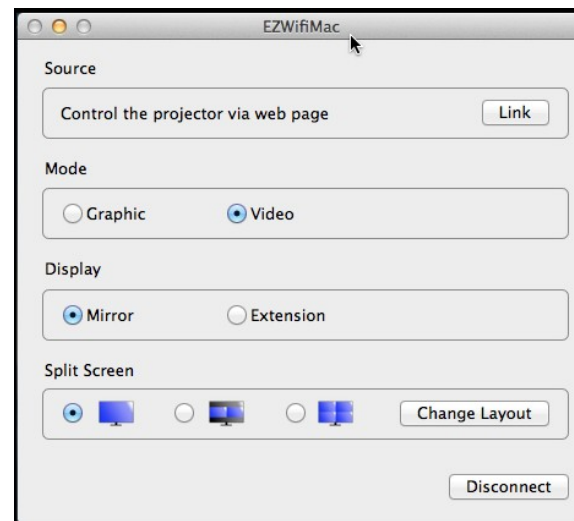 EZWifiMac
Source
Control the projector via web page Link
Mode
Graphic Video
Display
Mirror Extension
Split Screen
Change Layout
Disconnect